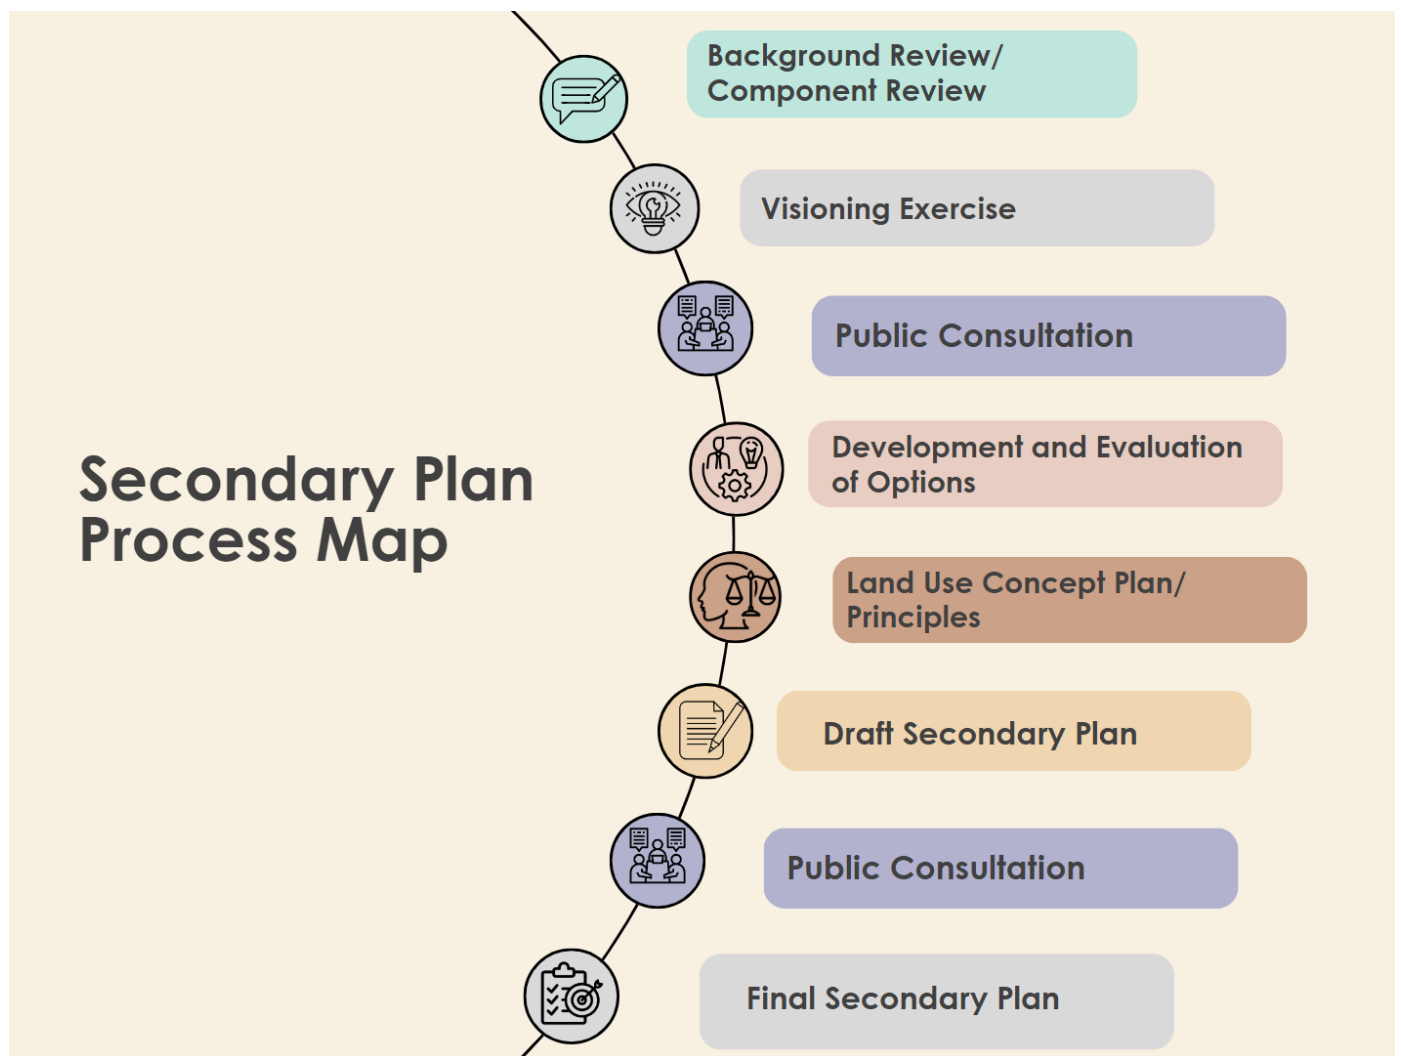 Secondary Plan
Process Map
Background Review/
Component Review
Visioning Exercise
Public Consultation
Development and Evaluation
of Options
Land Use Concept Plan/
Principles
Draft Secondary Plan
Public Consultation
Final Secondary Plan